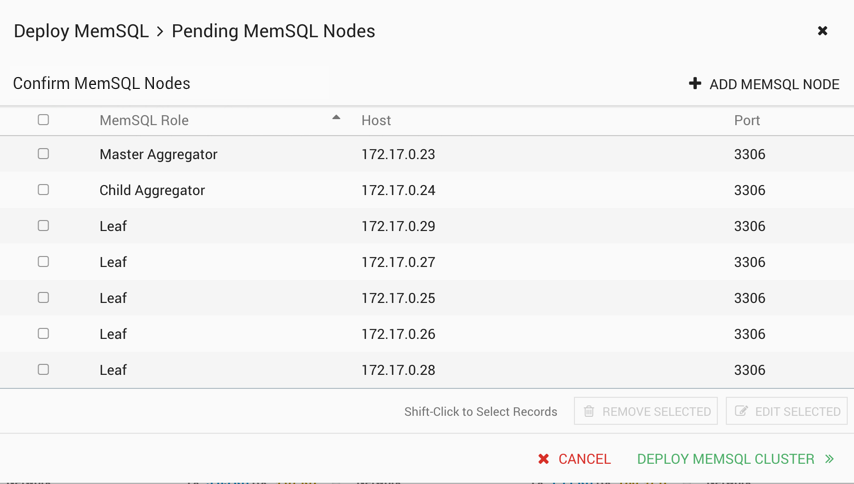 Deploy MemSQL > Pending MemSQL Nodes
Confirm MemSQL Nodes ADD MEMSQL NODE
MemSQL Role Host Port
Master Aggregator 172.17.0.23 3306
Child Aggregator 172.17.0.24 3306
Leaf 172.17.0.29 3306
Leaf 172.17.0.27 3306
Leaf 172.17.0.25 3306
Leaf 172.17.0.26 3306
Leaf 172.17.0.28 3306
Shift-Click to Select Records REMOVE SELECTED EDIT SELECTED
CANCEL DEPLOY MEMSQL CLUSTER